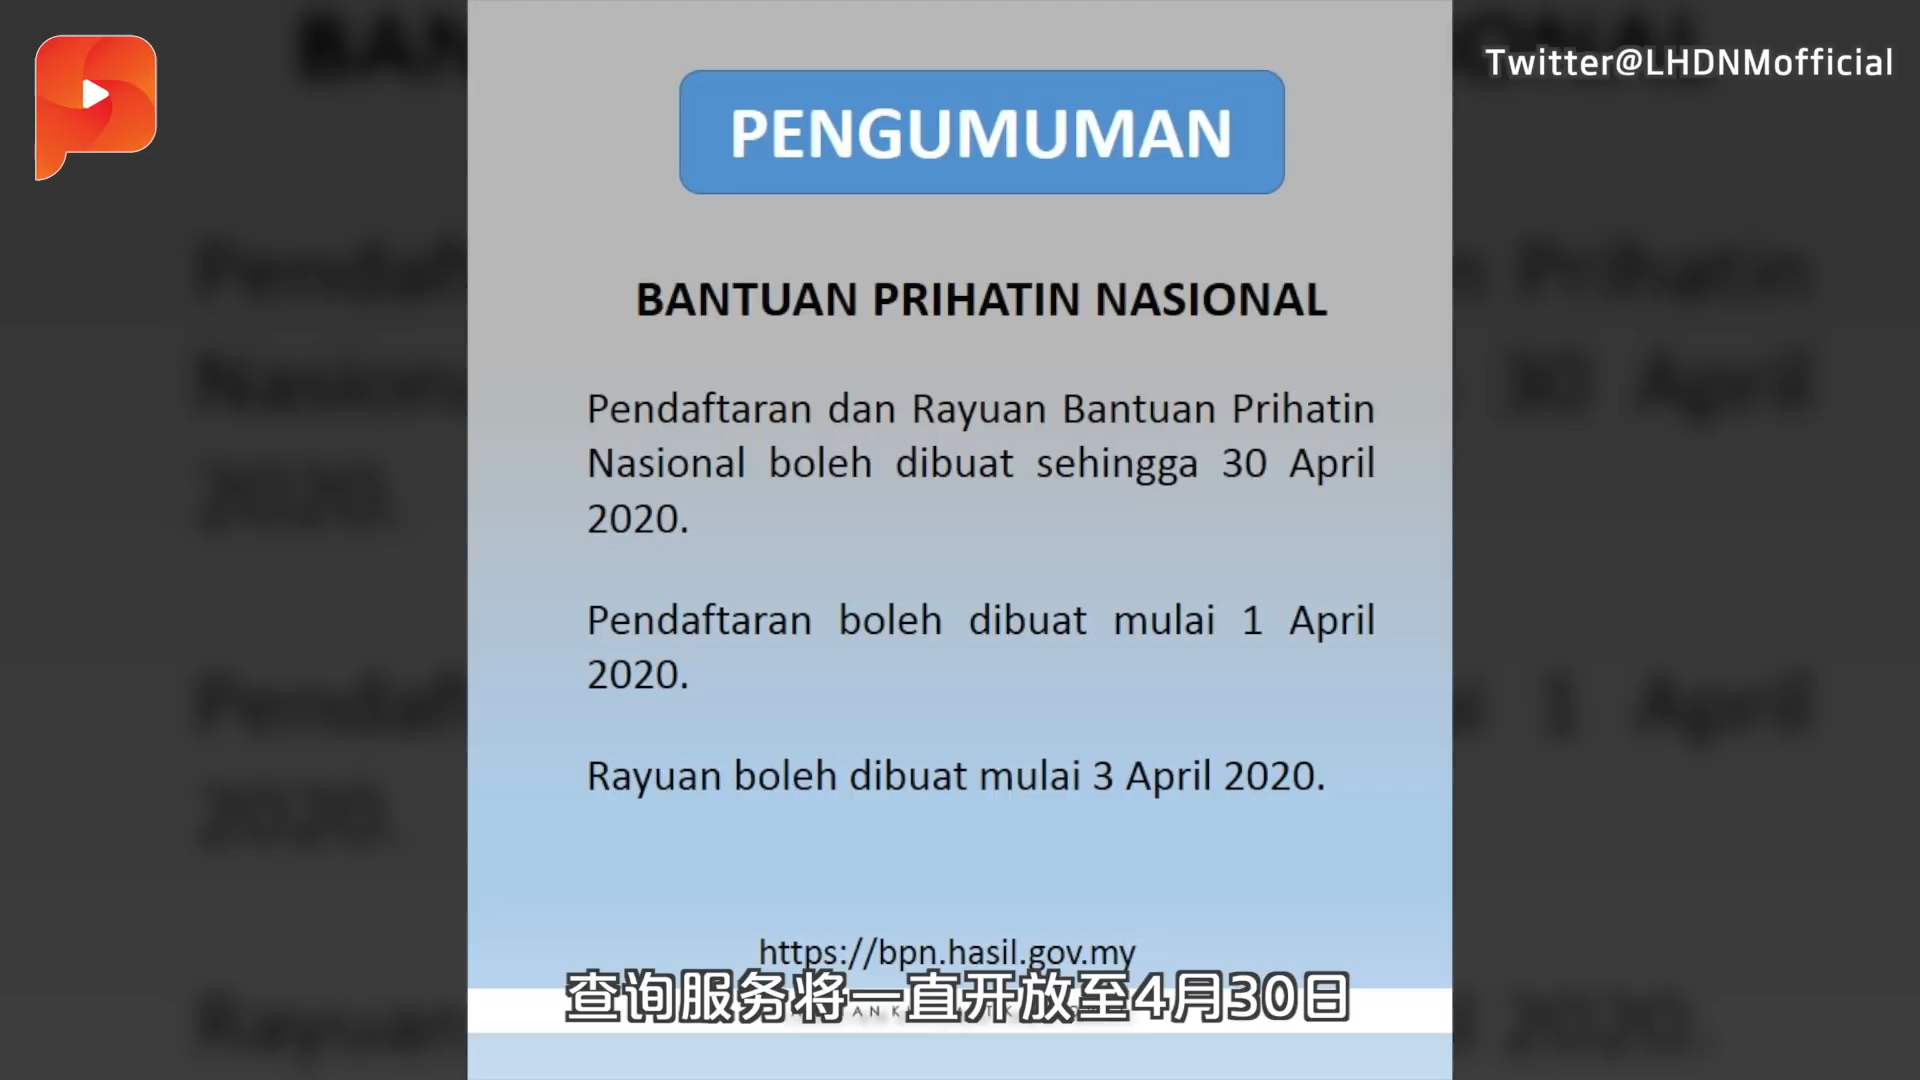 Twitter@LHDNMofficial
PENGUMUMAN
BANTUAN PRIHATIN NASIONAL
Pendaftaran dan Rayuan Bantuan Prihatin
Nasional boleh dibuat sehingga 30 April
2020.
Pendaftaran boleh dibuat mulai 1 April
2020.
Rayuan boleh dibuat mulai 3 April 2020.
https://bpn.hasil.gov.my
查询服务将一直开放至4月30日